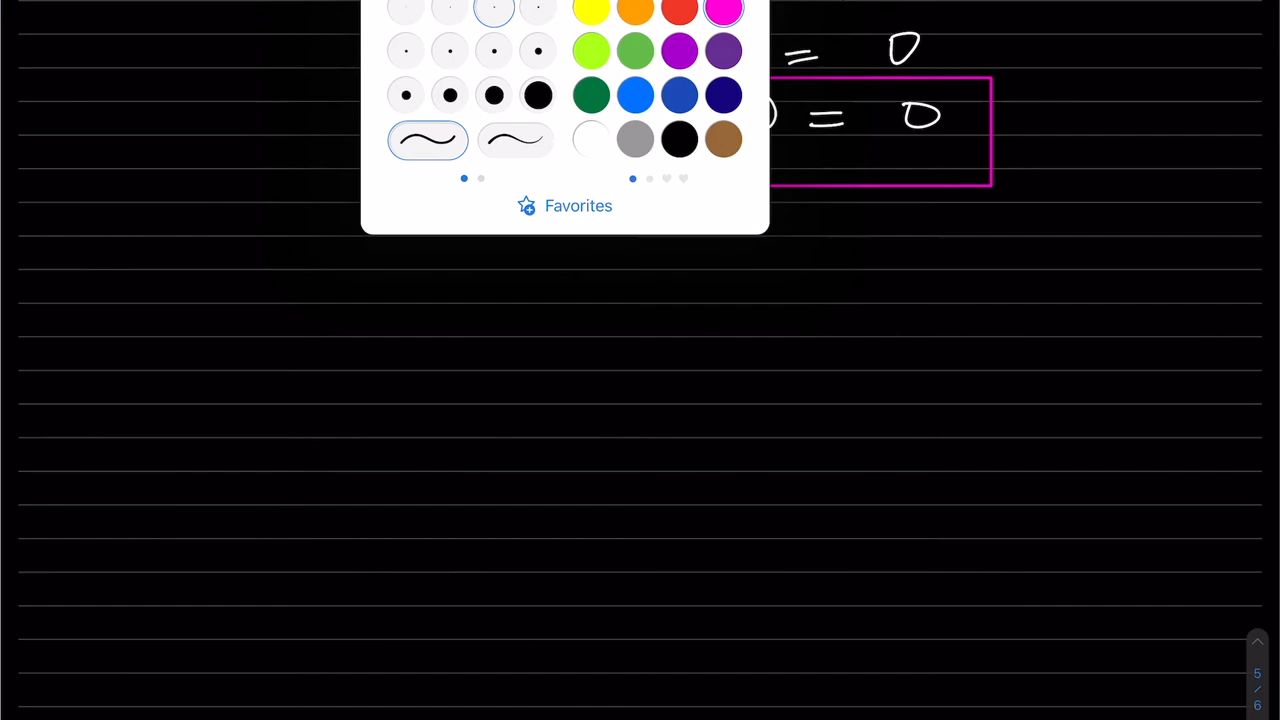 = 0
) = 0
Favorites
5
/
6